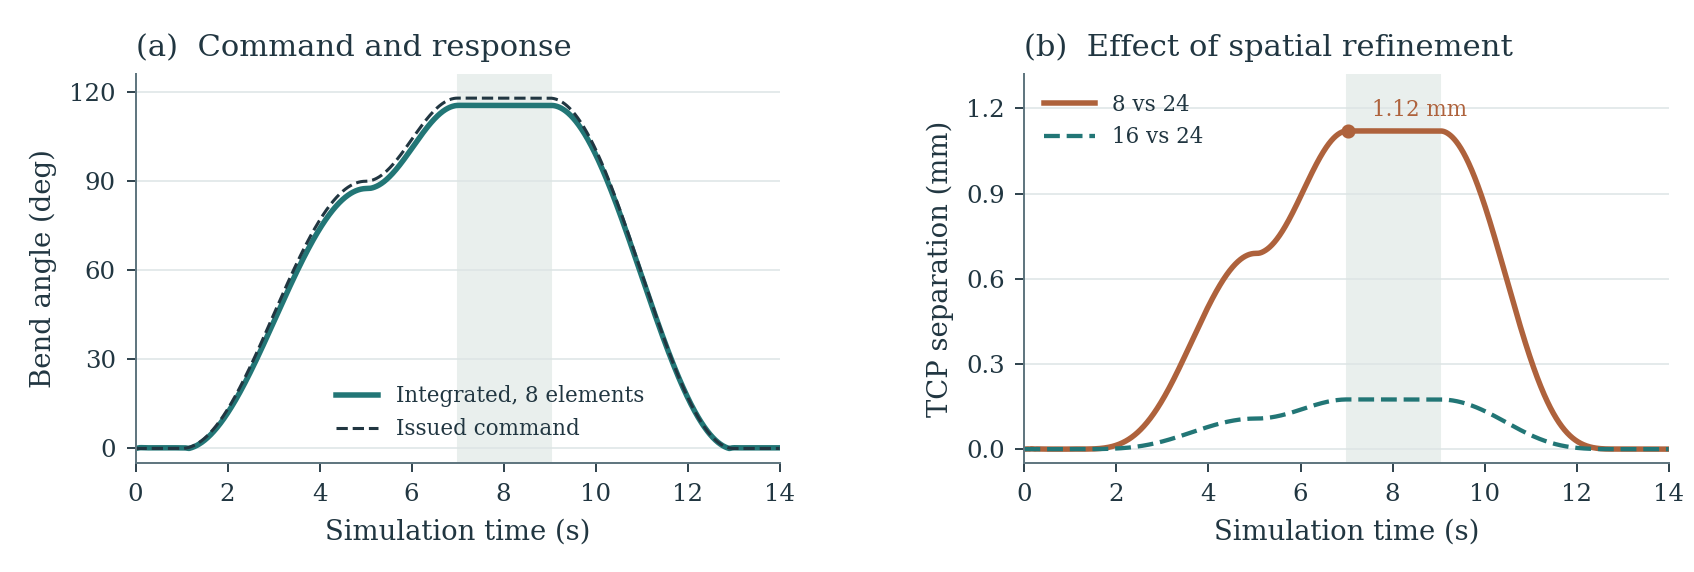 (a)  Command and response
Bend angle (deg)
120
90
60
30
0
Integrated, 8 elements
Issued command
0 2 4 6 8 10 12 14
Simulation time (s)
(b)  Effect of spatial refinement
TCP separation (mm)
1.2
0.9
0.6
0.3
0.0
8 vs 24
16 vs 24
1.12 mm
0 2 4 6 8 10 12 14
Simulation time (s)